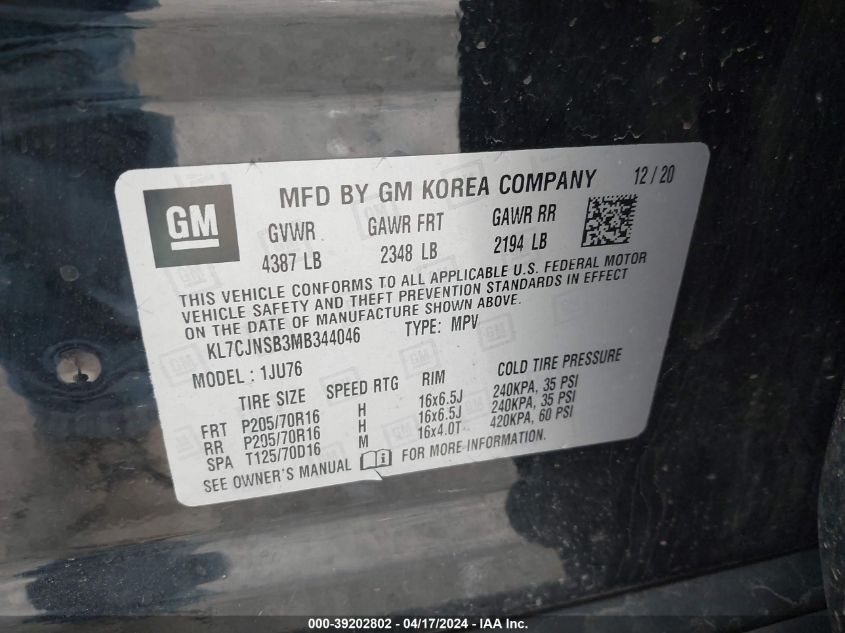 GM
MFD BY GM KOREA COMPANY 12 / 20
GVWR GAWR FRT GAWR RR
4387 LB 2348 LB 2194 LB
THIS VEHICLE CONFORMS TO ALL APPLICABLE U.S. FEDERAL MOTOR
VEHICLE SAFETY AND THEFT PREVENTION STANDARDS IN EFFECT
ON THE DATE OF MANUFACTURE SHOWN ABOVE.
KL7CJNSB3MB344046 TYPE: MPV
MODEL : 1JU76
TIRE SIZE SPEED RTG RIM COLD TIRE PRESSURE
FRT P205/70R16 H 16x6.5J 240KPA, 35 PSI
RR P205/70R16 H 16x6.5J 240KPA, 35 PSI
SPA T125/70D16 M 16x4.0T 420KPA, 60 PSI
SEE OWNER'S MANUAL FOR MORE INFORMATION.
000-39202802 - 04/17/2024 - IAA Inc.